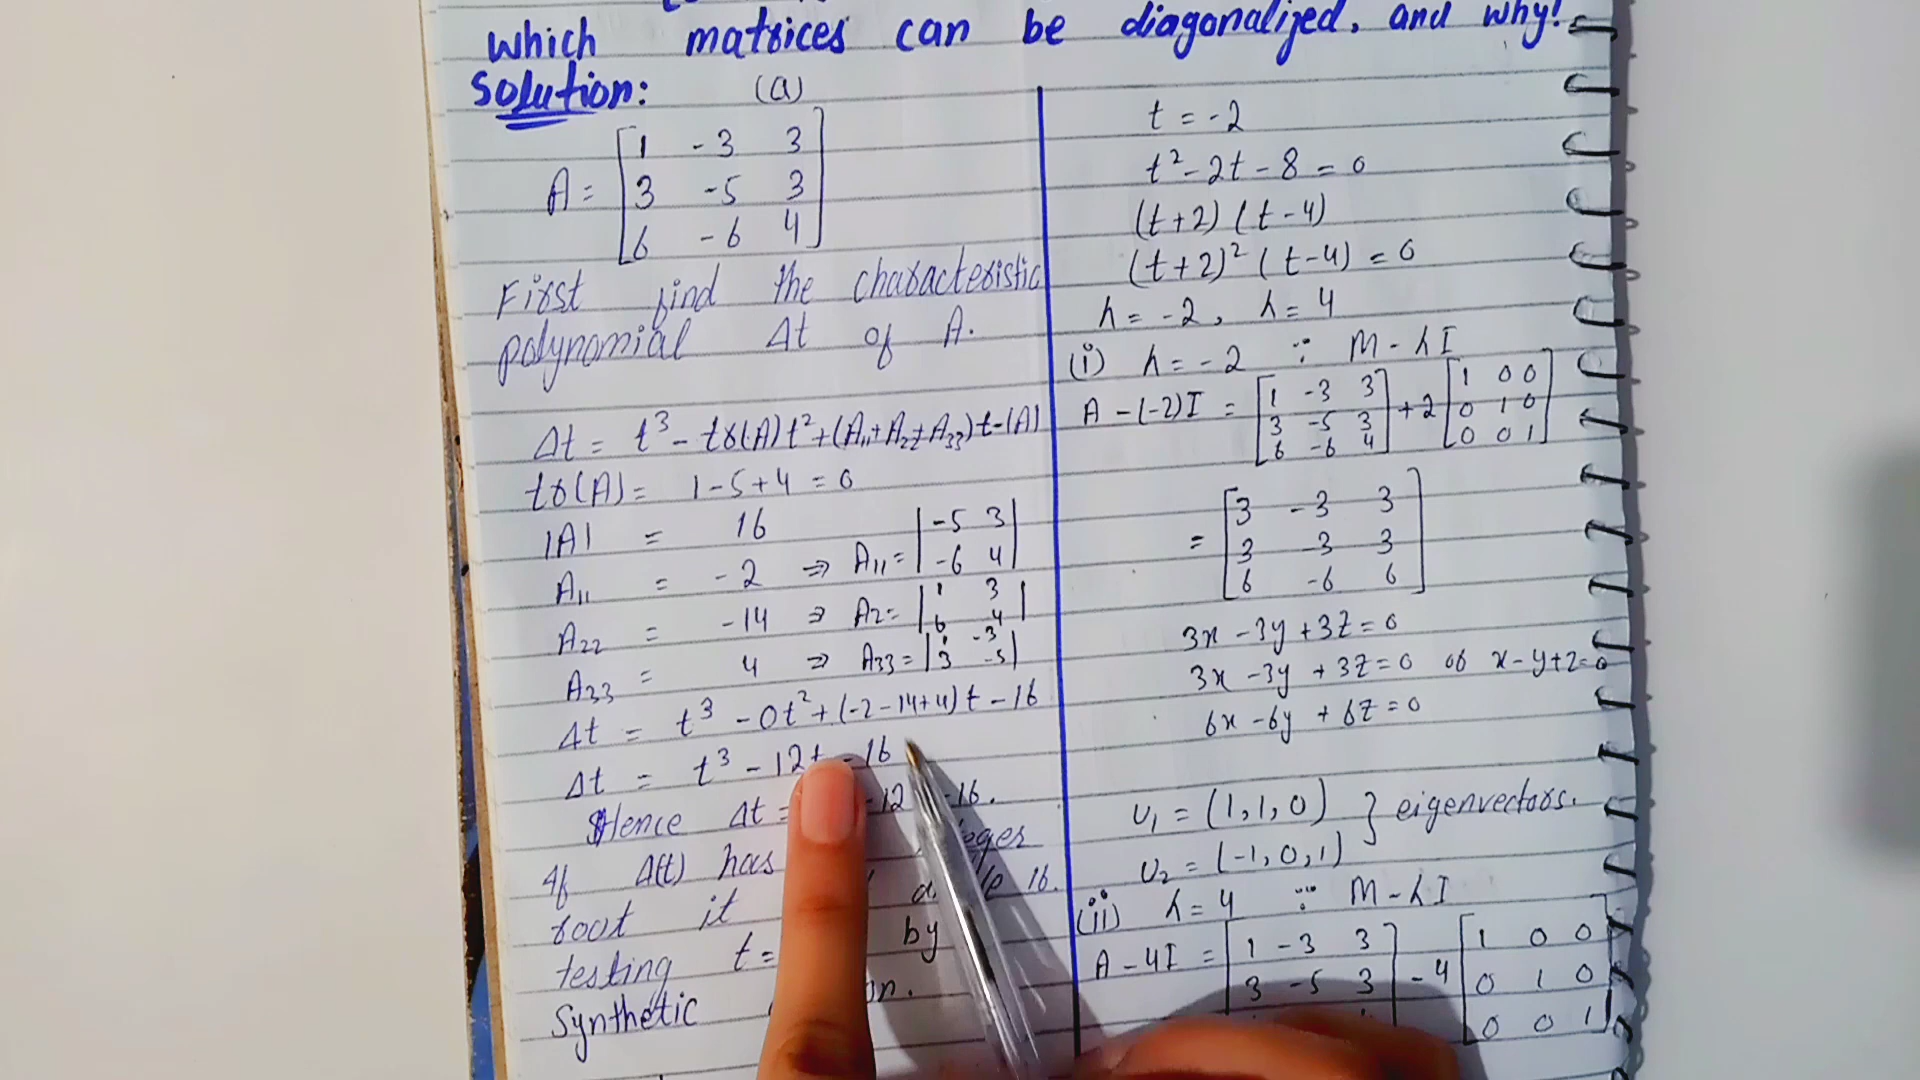 which matrices can be diagonalized, and why!
Solution: (a)
A = [1 -3 3
3 -5 3
6 -6 4]
First find the characteristic
polynomial Δt of A.
Δt = t³ - tr(A)t² + (A₁₁+A₂₂+A₃₃)t - |A|
tr(A) = 1-5+4 = 0
|A| = 16
A₁₁ = -2 ⇒ A₁₁ = |-5 3
-6 4|
A₂₂ = -14 ⇒ A₂ = |1 3
6 4|
A₃₃ = 4 ⇒ A₃₃ = |1 -3
3 -5|
Δt = t³ - 0t² + (-2-14+4)t - 16
Δt = t³ - 12t - 16
Hence Δt = -12 -16.
If Δ(t) has
root it 16.
testing t = by
Synthetic
t = -2
t² - 2t - 8 = 0
(t+2) (t-4)
(t+2)² (t-4) = 0
λ = -2, λ = 4
(i) λ = -2 ∵ M - λI
A - (-2)I = [1 -3 3
3 -5 3
6 -6 4] + 2 [1 0 0
0 1 0
0 0 1]
= [3 -3 3
3 -3 3
6 -6 6]
3x - 3y + 3z = 0
3x - 3y + 3z = 0 or x - y + z = 0
6x - 6y + 6z = 0
v₁ = (1,1,0) } eigenvectors.
v₂ = (-1,0,1)
(ii) λ = 4 ∵ M - λI
A - 4I = [1 -3 3
3 -5 3
] - 4 [1 0 0
0 1 0
0 0 1]